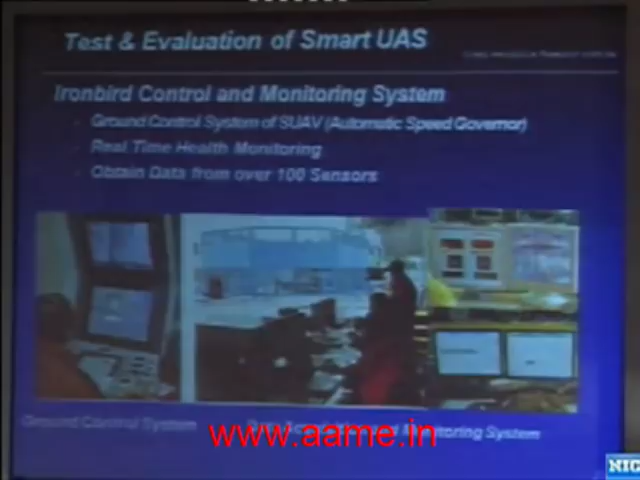 Test & Evaluation of Smart UAS
Ironbird Control and Monitoring System
Ground Control System of SUAV (Automatic Speed Governor)
Real Time Health Monitoring
Obtain Data from over 100 Sensors
Ground Control System
and Monitoring System
www.aame.in
NIC